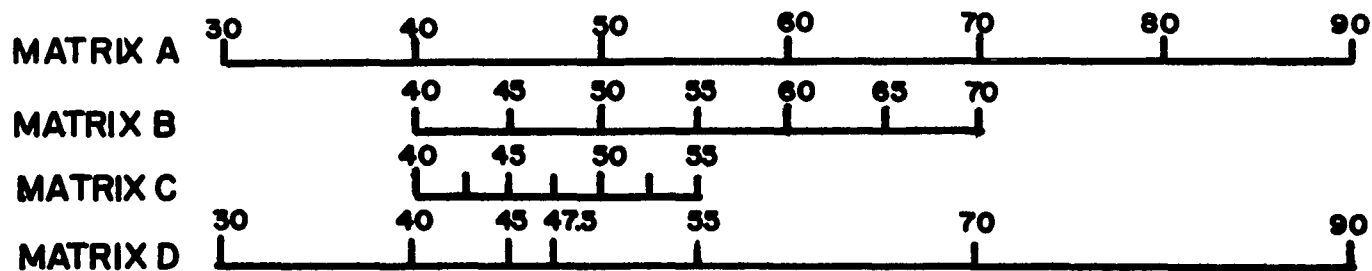 MATRIX A 30 40 50 60 70 80 90
MATRIX B 40 45 50 55 60 65 70
MATRIX C 40 45 50 55
MATRIX D 30 40 45 47.5 55 70 90